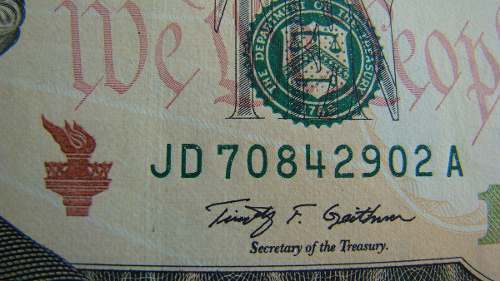 We the People
THE DEPARTMENT OF THE TREASURY
1789
JD 70842902 A
Timothy F. Geithner
Secretary of the Treasury.